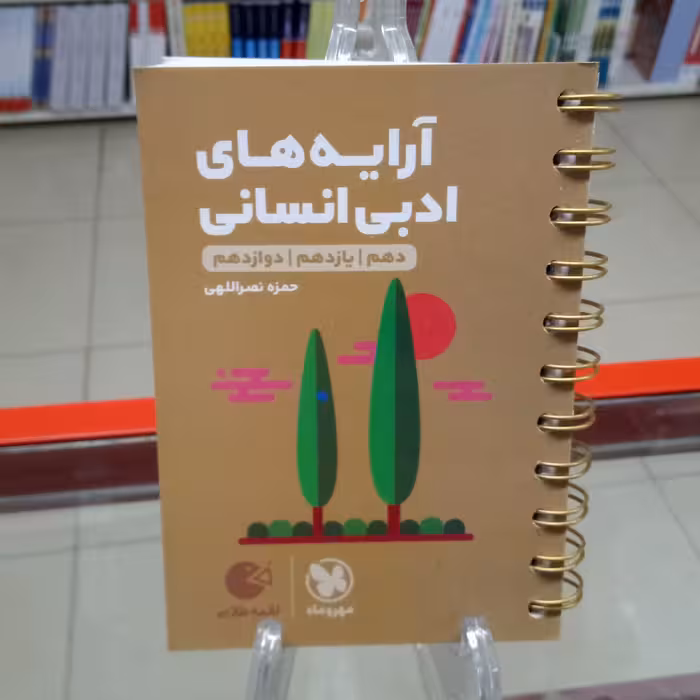 آرایه‌های
ادبی انسانی
دهم | یازدهم | دوازدهم
حمزه نصراللهی
مهروماه
لقمه طلایی